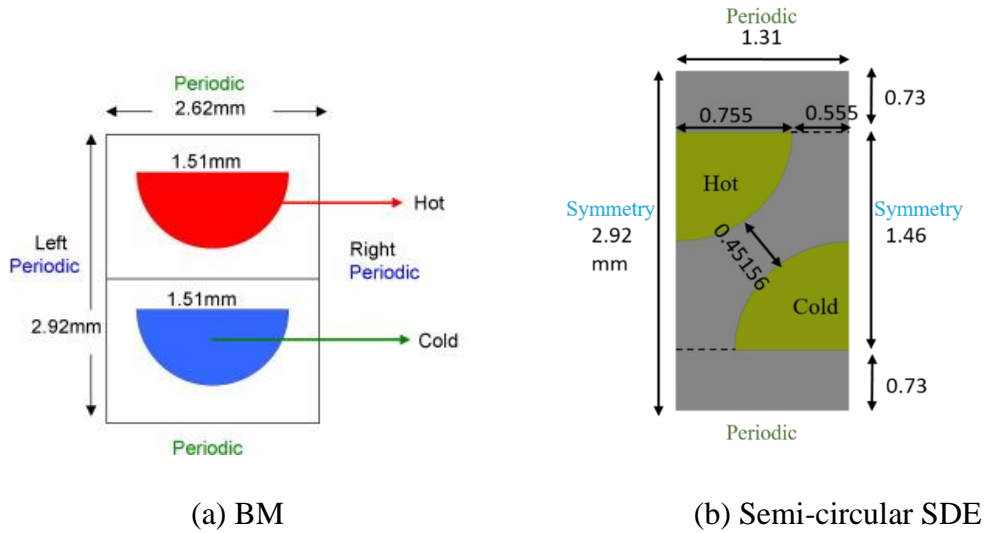 Periodic
2.62mm
1.51mm
Hot
Left
Periodic
Right
Periodic
1.51mm
2.92mm
Cold
Periodic
(a) BM
Periodic
1.31
0.73
0.755
0.555
Hot
Symmetry
2.92
mm
Symmetry
1.46
0.45156
Cold
0.73
Periodic
(b) Semi-circular SDE